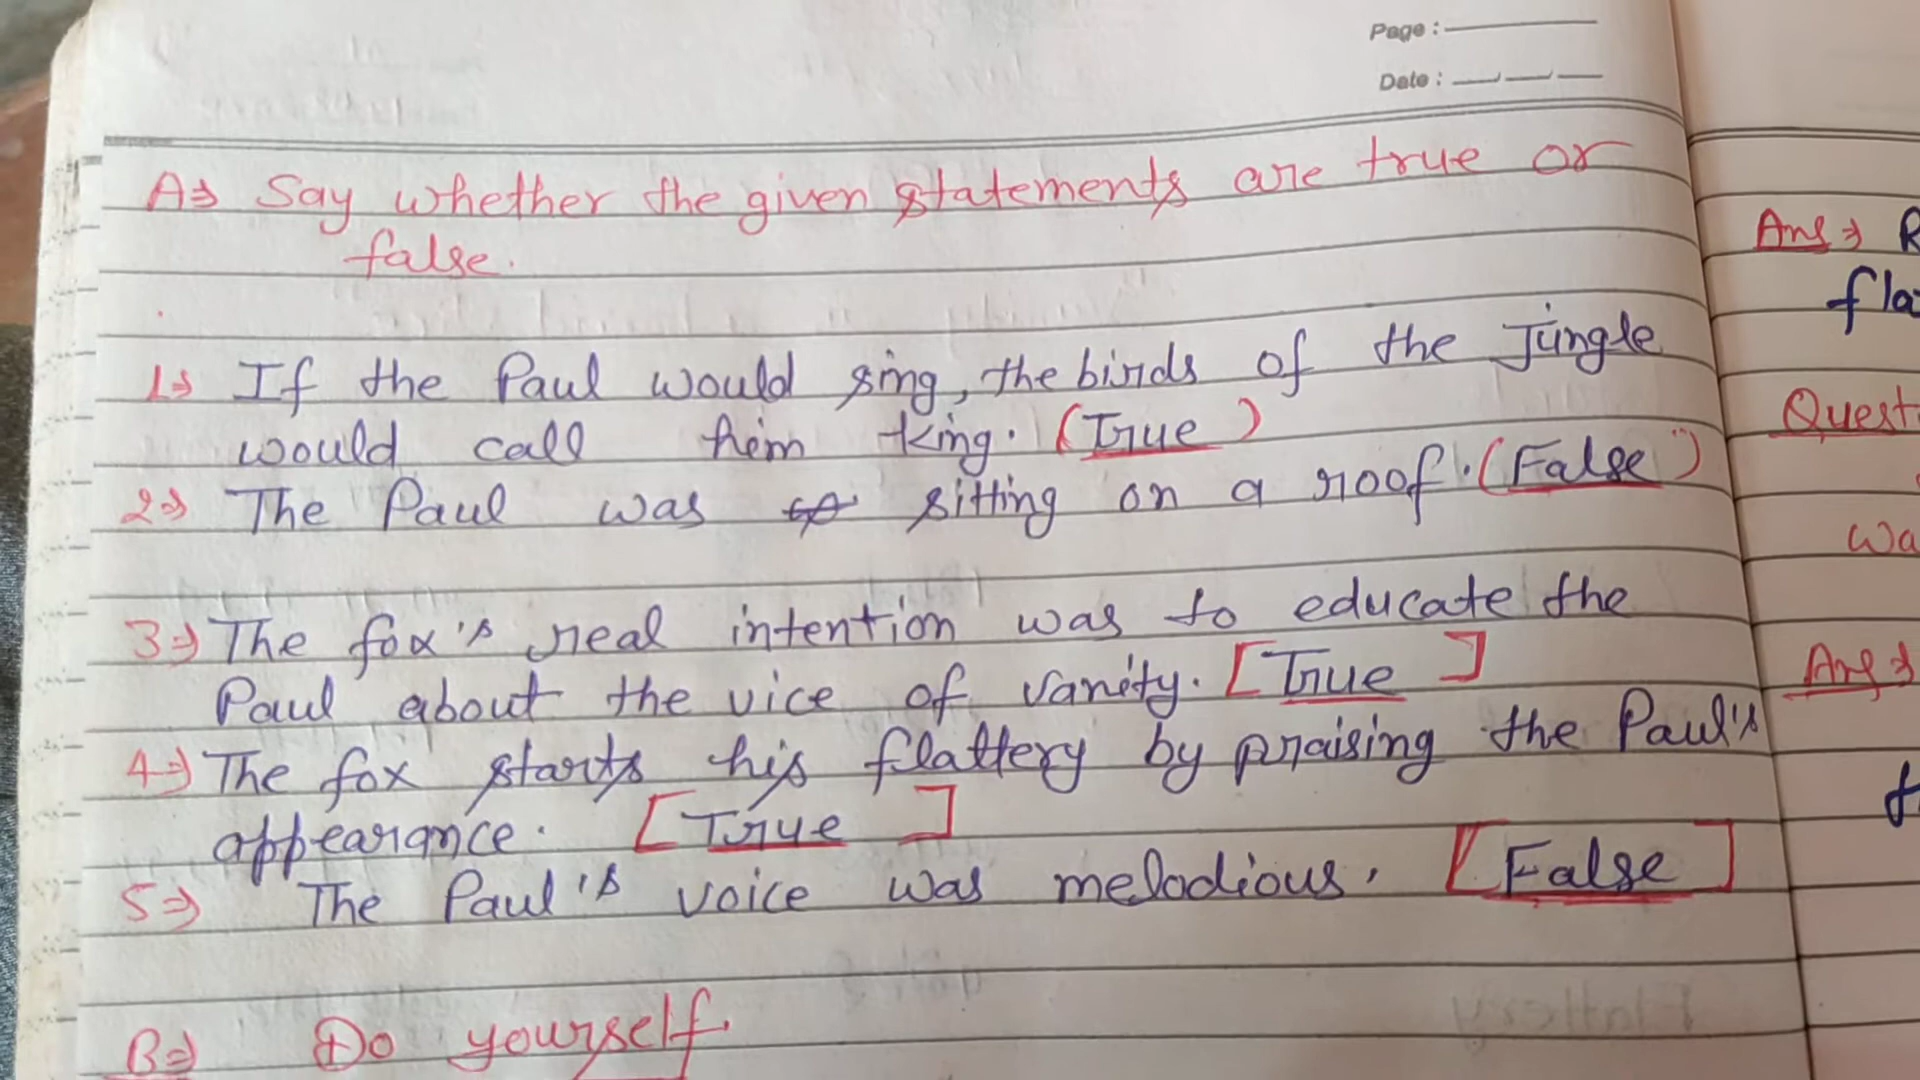 Page :
Date :
A⇒ Say whether the given statements are true or
false.
1⇒ If the Paul would sing, the birds of the Jungle
would call him king. (True)
2⇒ The Paul was sitting on a roof. (False)
3⇒ The fox's real intention was to educate the
Paul about the vice of vanity. [True]
4⇒ The fox starts his flattery by praising the Paul's
appearance. [True]
5⇒ The Paul's voice was melodious. [False]
B⇒ Do yourself.
Ans⇒
Ans⇒